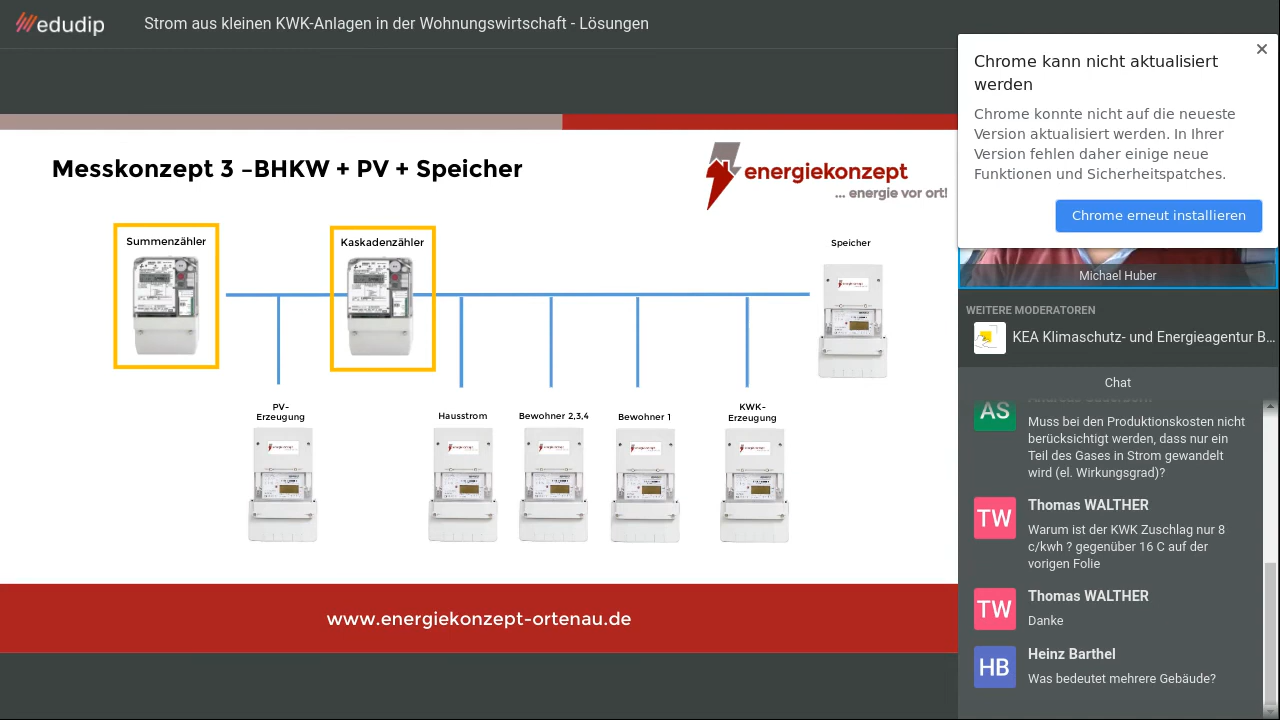 edudip
Strom aus kleinen KWK-Anlagen in der Wohnungswirtschaft - Lösungen
Messkonzept 3 –BHKW + PV + Speicher
energiekonzept
... energie vor ort!
Summenzähler
Kaskadenzähler
Speicher
PV-
Erzeugung
Hausstrom
Bewohner 2,3,4
Bewohner 1
KWK-
Erzeugung
www.energiekonzept-ortenau.de
Chrome kann nicht aktualisiert
werden
Chrome konnte nicht auf die neueste
Version aktualisiert werden. In Ihrer
Version fehlen daher einige neue
Funktionen und Sicherheitspatches.
Chrome erneut installieren
Michael Huber
WEITERE MODERATOREN
KEA Klimaschutz- und Energieagentur B...
Chat
AS
Muss bei den Produktionskosten nicht
berücksichtigt werden, dass nur ein
Teil des Gases in Strom gewandelt
wird (el. Wirkungsgrad)?
TW
Thomas WALTHER
Warum ist der KWK Zuschlag nur 8
c/kwh ? gegenüber 16 C auf der
vorigen Folie
TW
Thomas WALTHER
Danke
HB
Heinz Barthel
Was bedeutet mehrere Gebäude?